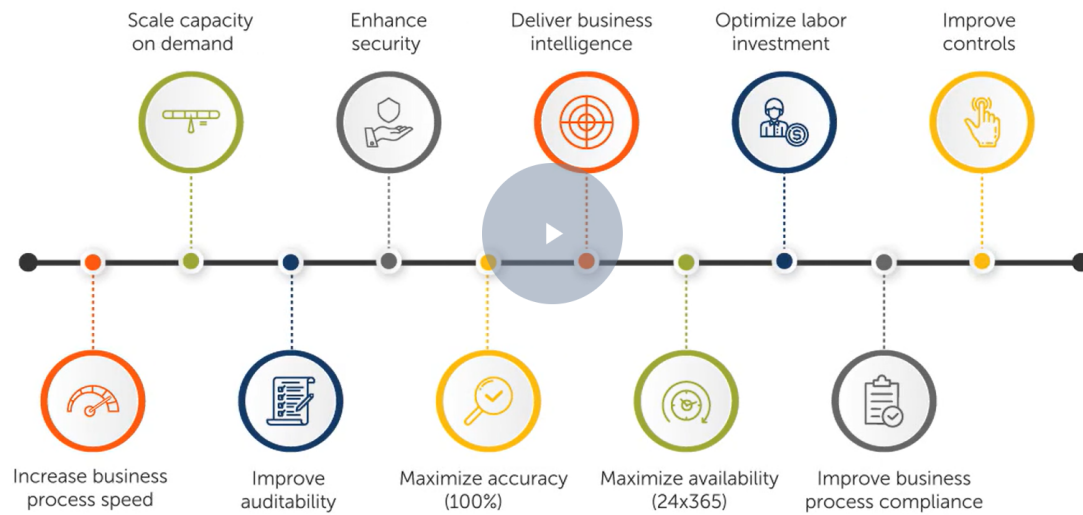 Scale capacity
on demand
Enhance
security
Deliver business
intelligence
Optimize labor
investment
Improve
controls
Increase business
process speed
Improve
auditability
Maximize accuracy
(100%)
Maximize availability
(24x365)
Improve business
process compliance